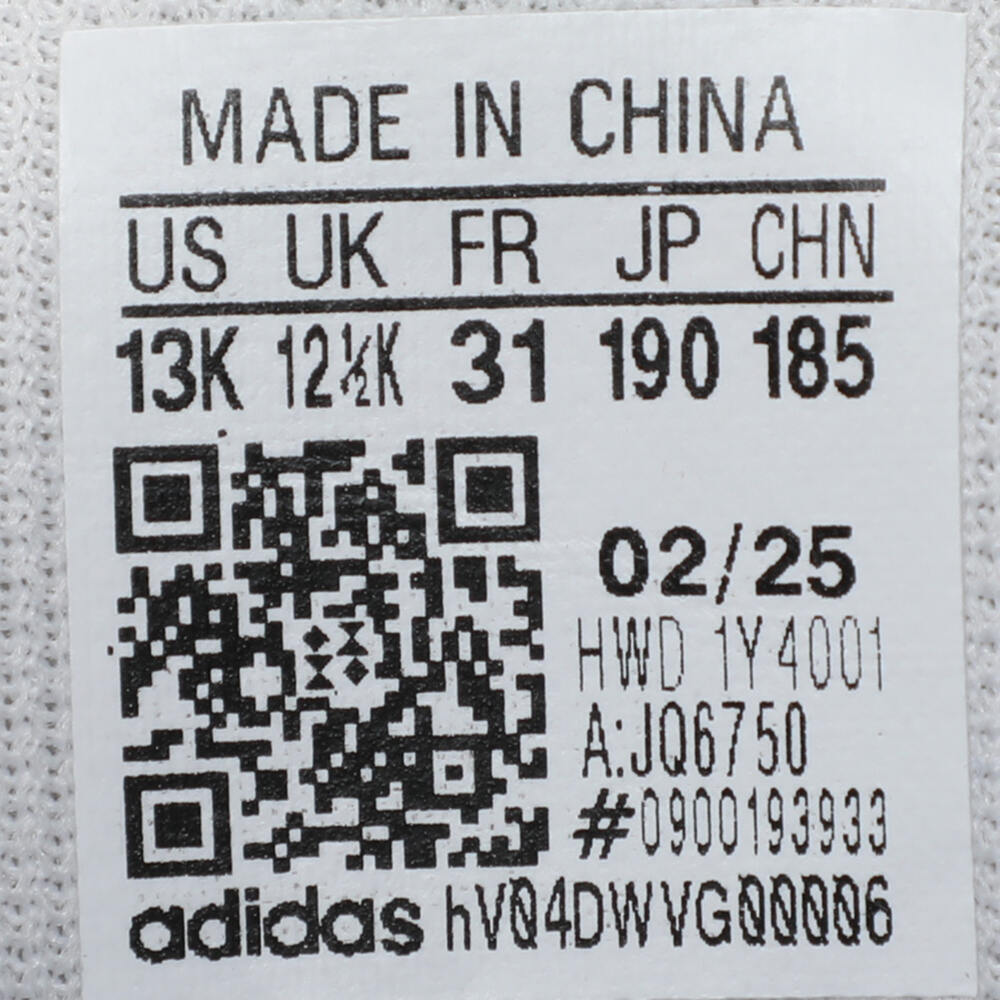 MADE IN CHINA
US UK FR JP CHN
13K 12½K 31 190 185
02/25
HWD 1Y4001
A:JQ6750
#0900193933
adidas hV04DWVG00006